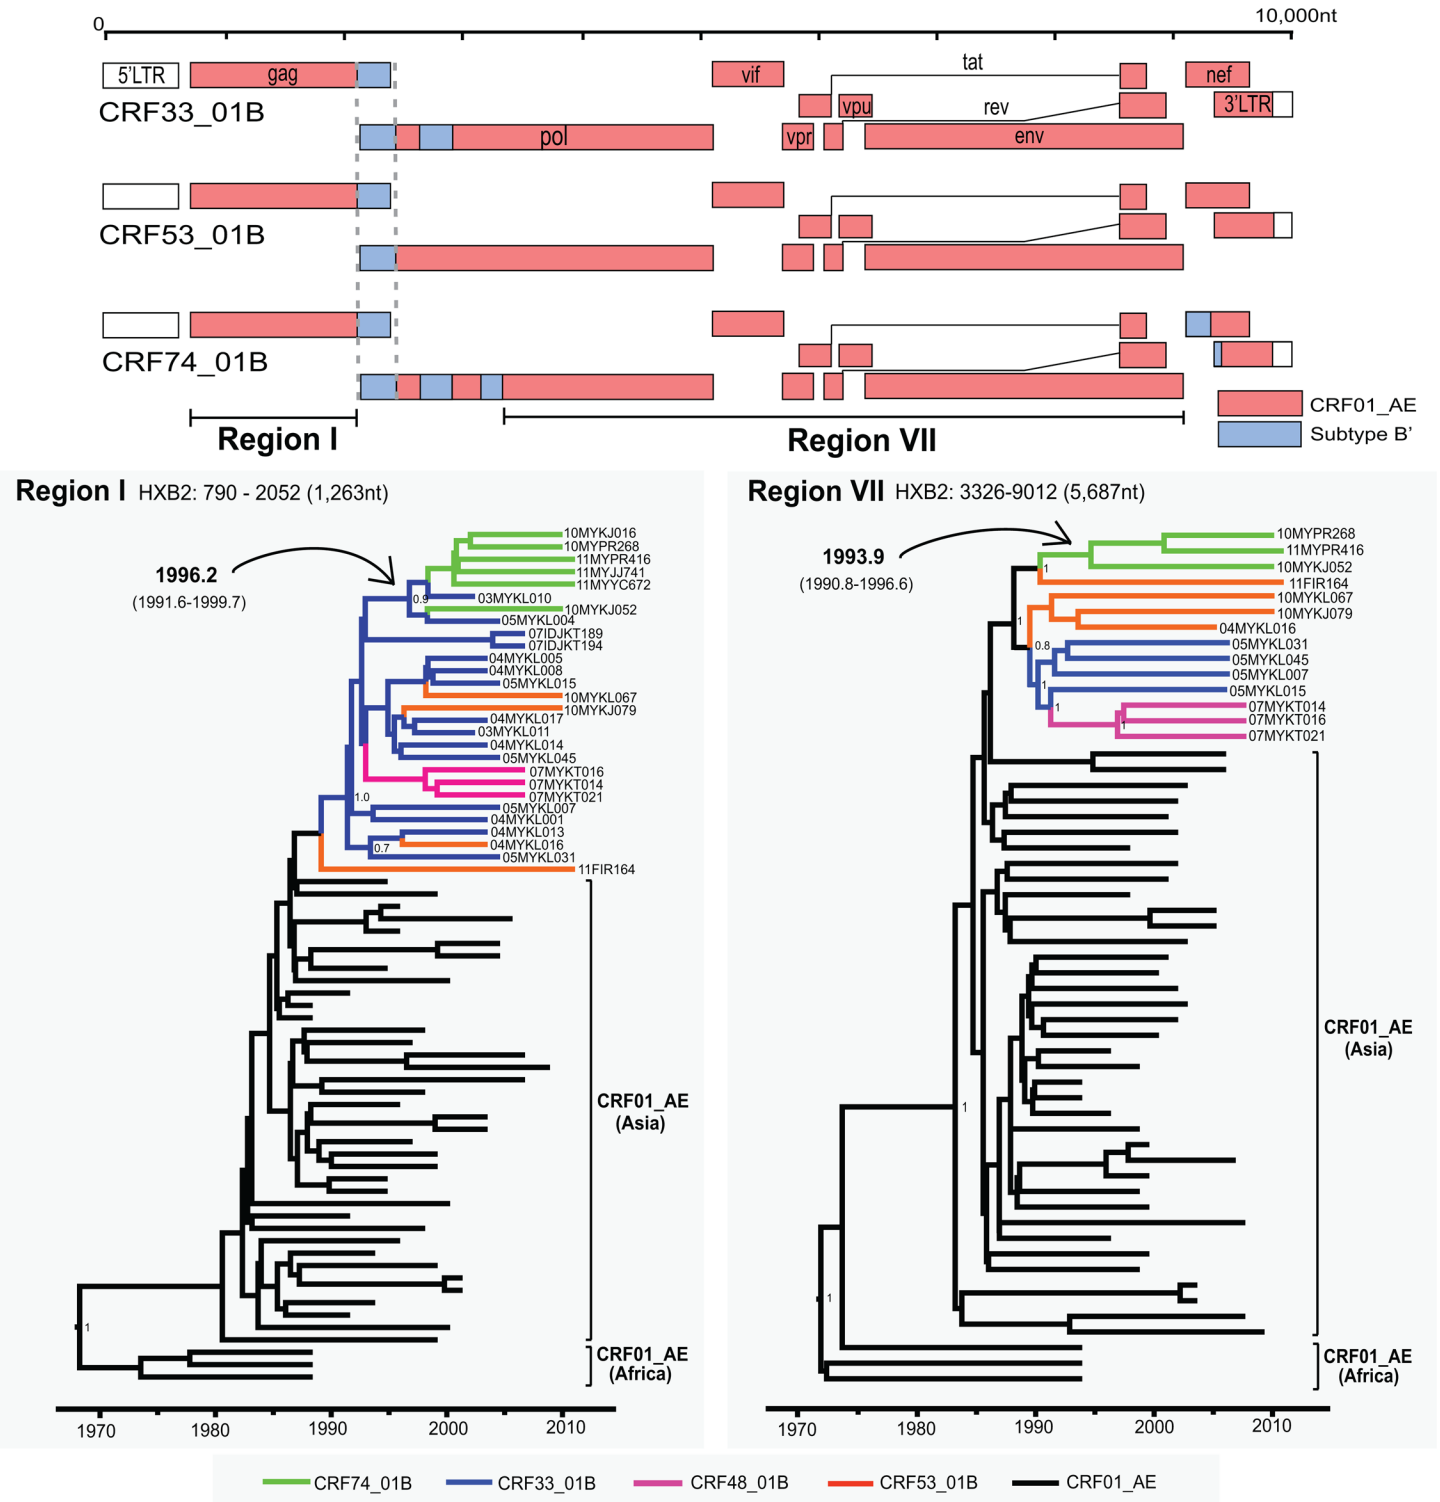 0
10,000nt
5'LTR
gag
vif
tat
nef
CRF33_01B
vpu
rev
3'LTR
pol
vpr
env
CRF53_01B
CRF74_01B
CRF01_AE
Subtype B'
Region I
Region VII
Region I HXB2: 790 - 2052 (1,263nt)
1996.2
(1991.6-1999.7)
10MYKJ016
10MYPR268
11MYPR416
11MYJJ741
11MYYC672
0.9
03MYKL010
10MYKJ052
05MYKL004
07IDJKT189
07IDJKT194
04MYKL005
04MYKL008
05MYKL015
10MYKL067
10MYKJ079
04MYKL017
03MYKL011
04MYKL014
05MYKL045
07MYKT016
07MYKT014
07MYKT021
1.0
05MYKL007
04MYKL001
04MYKL013
04MYKL016
0.7
05MYKL031
11FIR164
CRF01_AE
(Asia)
1
CRF01_AE
(Africa)
1970
1980
1990
2000
2010
Region VII HXB2: 3326-9012 (5,687nt)
1993.9
(1990.8-1996.6)
10MYPR268
11MYPR416
10MYKJ052
1
11FIR164
10MYKL067
10MYKJ079
1
04MYKL016
0.8
05MYKL031
05MYKL045
05MYKL007
1
05MYKL015
1
07MYKT014
07MYKT016
1
07MYKT021
CRF01_AE
(Asia)
1
1
CRF01_AE
(Africa)
1970
1980
1990
2000
2010
CRF74_01B
CRF33_01B
CRF48_01B
CRF53_01B
CRF01_AE